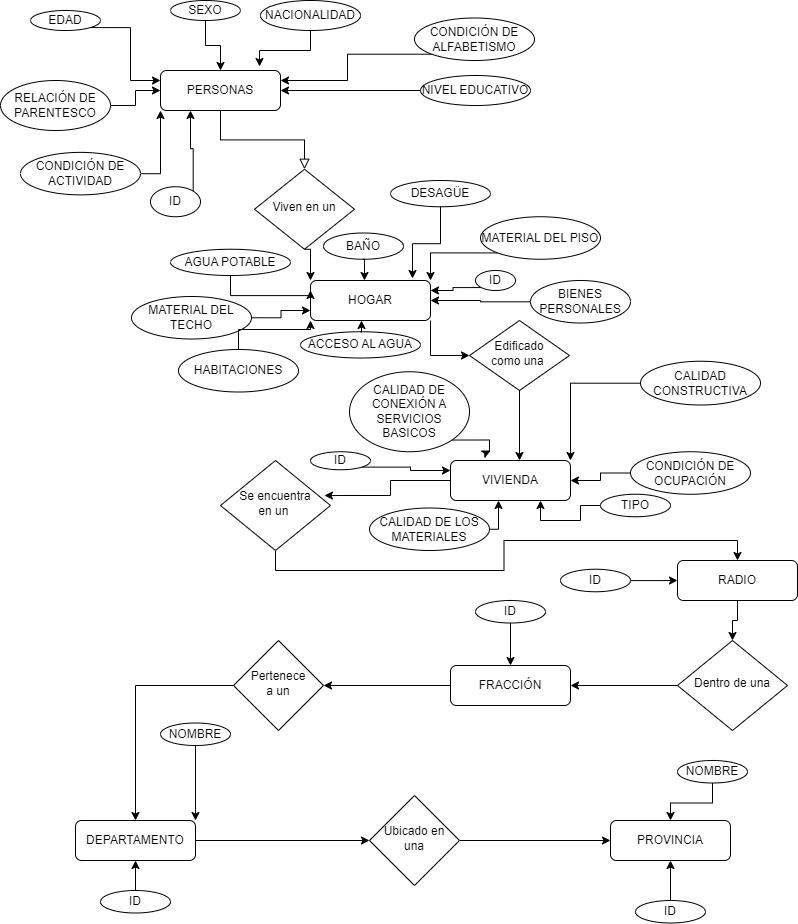 SEXO
NACIONALIDAD
EDAD
CONDICIÓN DE
ALFABETISMO
PERSONAS
NIVEL EDUCATIVO
RELACIÓN DE
PARENTESCO
CONDICIÓN DE
ACTIVIDAD
ID
Viven en un
DESAGÜE
BAÑO
MATERIAL DEL PISO
AGUA POTABLE
ID
HOGAR
BIENES
PERSONALES
MATERIAL DEL
TECHO
ACCESO AL AGUA
HABITACIONES
Edificado
como una
CALIDAD DE
CONEXIÓN A
SERVICIOS
BASICOS
CALIDAD
CONSTRUCTIVA
ID
VIVIENDA
CONDICIÓN DE
OCUPACIÓN
Se encuentra
en un
TIPO
CALIDAD DE LOS
MATERIALES
ID
RADIO
ID
Pertenece
a un
FRACCIÓN
Dentro de una
NOMBRE
NOMBRE
DEPARTAMENTO
Ubicado en
una
PROVINCIA
ID
ID